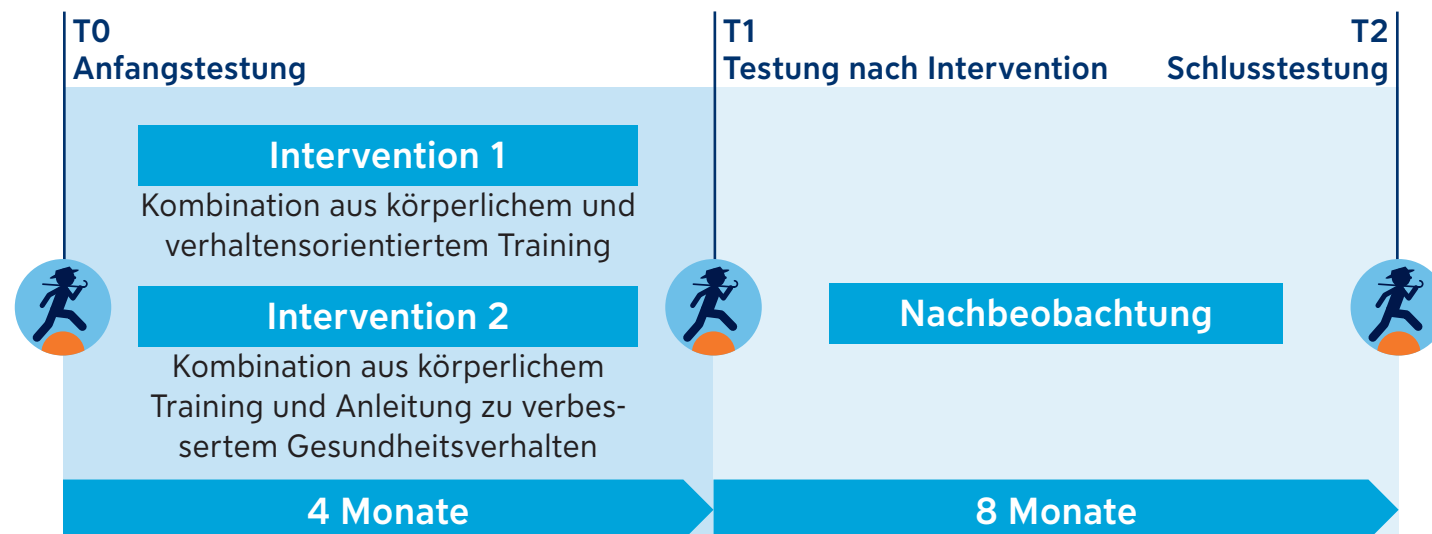 T0
Anfangstestung
T1
Testung nach Intervention
T2
Schlusstestung
Intervention 1
Kombination aus körperlichem und
verhaltensorientiertem Training
Intervention 2
Kombination aus körperlichem
Training und Anleitung zu verbes-
sertem Gesundheitsverhalten
Nachbeobachtung
4 Monate
8 Monate